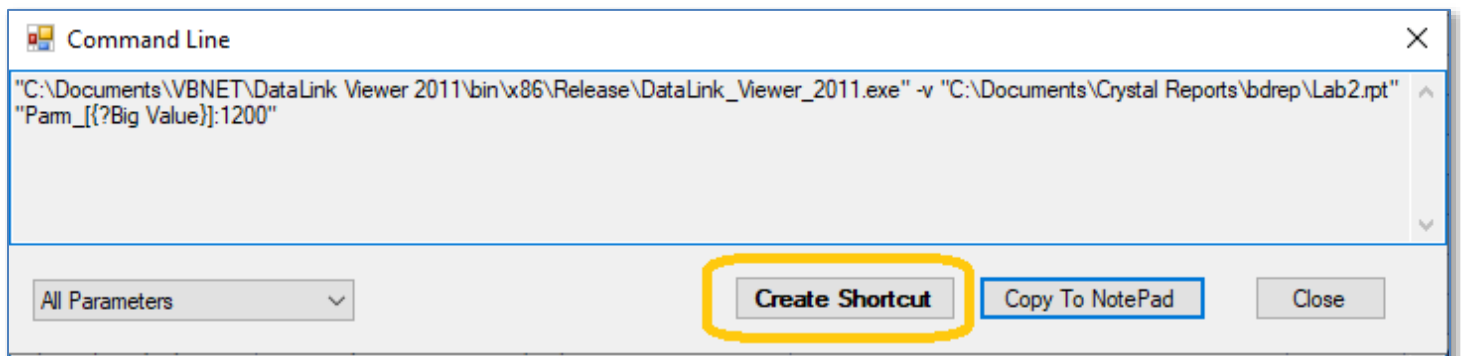 Command Line
"C:\Documents\VBNET\DataLink Viewer 2011\bin\x86\Release\DataLink_Viewer_2011.exe" -v "C:\Documents\Crystal Reports\bdrep\Lab2.rpt"
"Parm_[{?Big Value}]:1200"
All Parameters
Create Shortcut
Copy To NotePad
Close